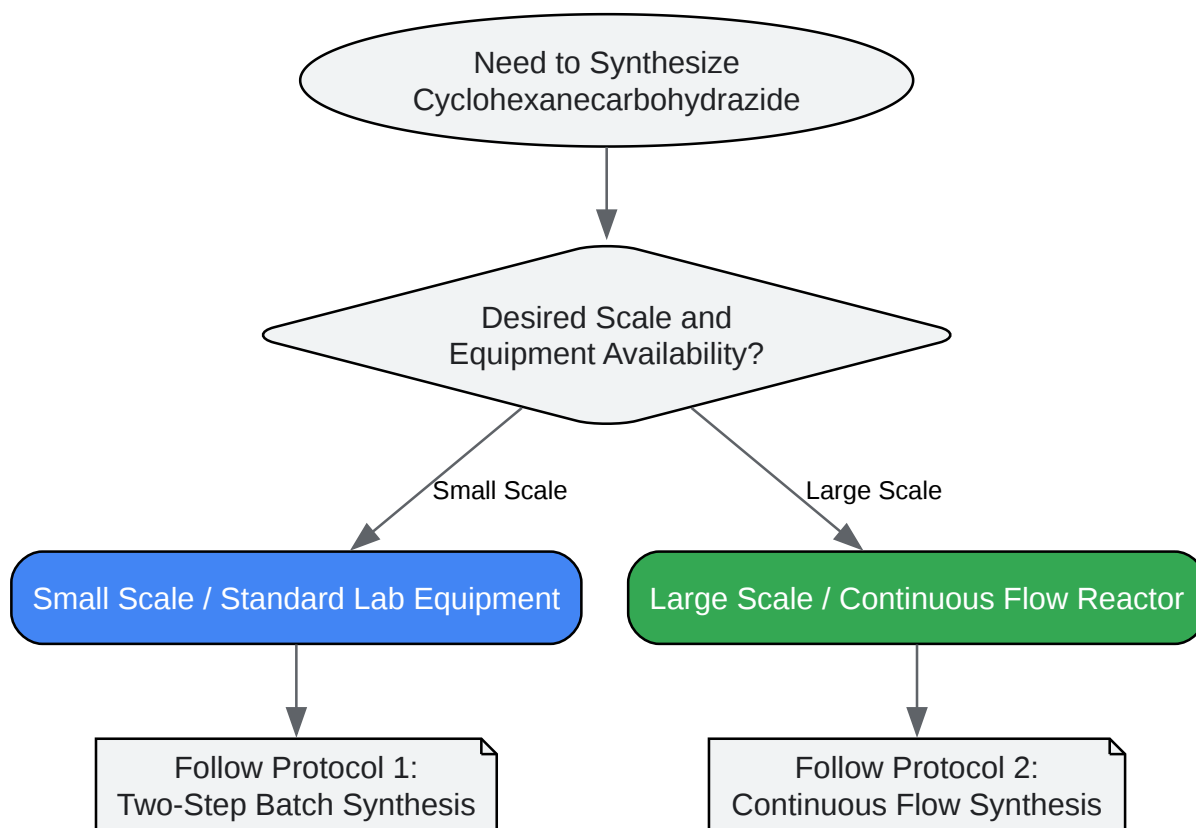 Need to Synthesize
Cyclohexanecarbohydrazide
Desired Scale and
Equipment Availability?
Small Scale
Large Scale
Small Scale / Standard Lab Equipment
Large Scale / Continuous Flow Reactor
Follow Protocol 1:
Two-Step Batch Synthesis
Follow Protocol 2:
Continuous Flow Synthesis